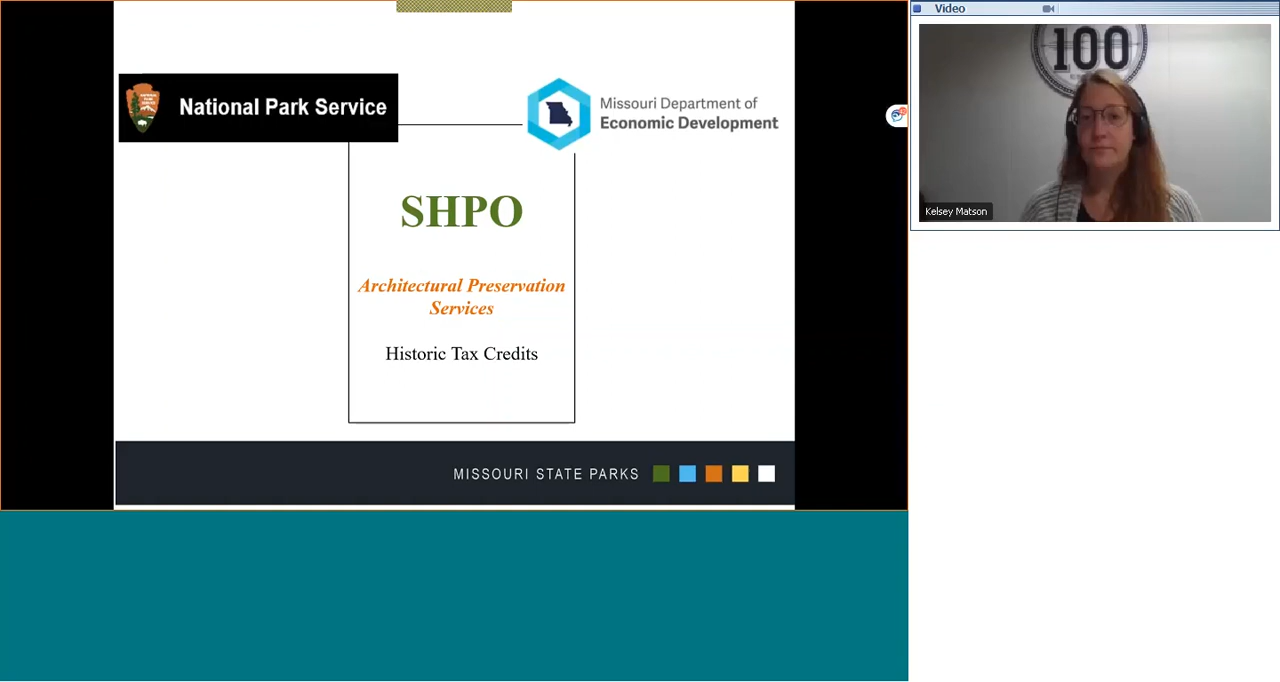 National Park Service
Missouri Department of
Economic Development
SHPO
Architectural Preservation
Services
Historic Tax Credits
MISSOURI STATE PARKS
Video
100
Kelsey Matson